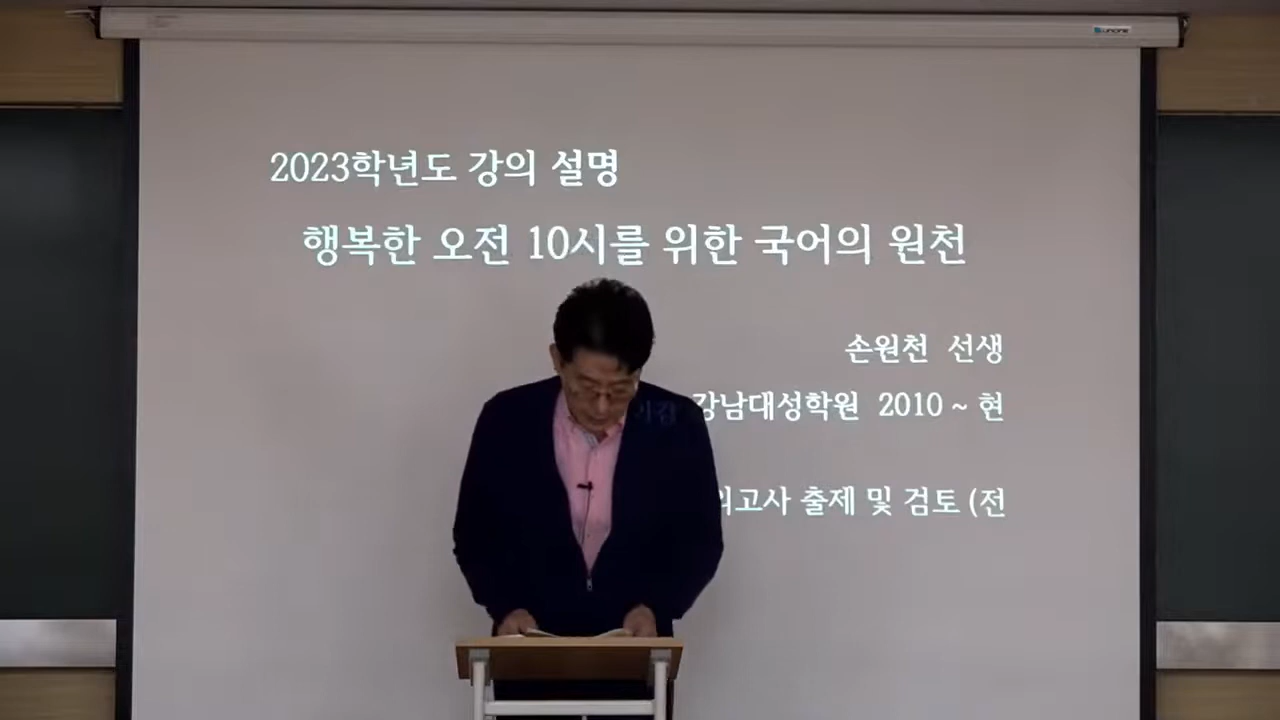 UNONE
2023학년도 강의 설명
행복한 오전 10시를 위한 국어의 원천
손원천 선생
강남대성학원 2010 ~ 현
출제 및 검토 (전